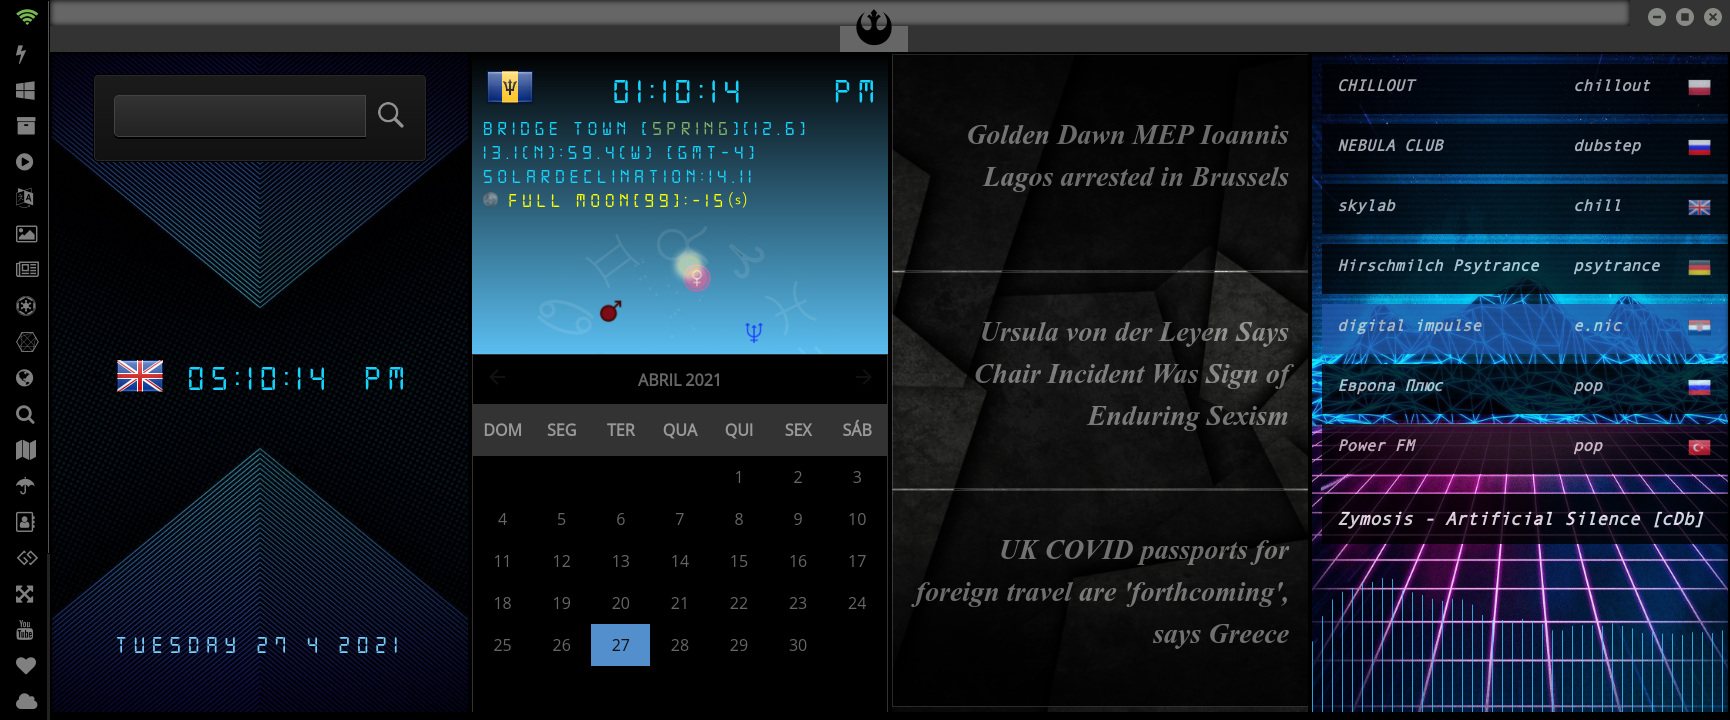 05:10:14 PM
TUESDAY 27 4 2021
01:10:14 PM
BRIDGE TOWN [SPRING][12.6]
13.1(N):59.4(W) [GMT-4]
SOLARDECLINATION:14.11
FULL MOON[99]:-15(s)
ABRIL 2021
DOM SEG TER QUA QUI SEX SÁB
1 2 3
4 5 6 7 8 9 10
11 12 13 14 15 16 17
18 19 20 21 22 23 24
25 26 27 28 29 30
Golden Dawn MEP Ioannis
Lagos arrested in Brussels
Ursula von der Leyen Says
Chair Incident Was Sign of
Enduring Sexism
UK COVID passports for
foreign travel are 'forthcoming',
says Greece
CHILLOUT chillout
NEBULA CLUB dubstep
skylab chill
Hirschmilch Psytrance psytrance
digital impulse e.nic
Европа Плюс pop
Power FM pop
Zymosis - Artificial Silence [cDb]
You
Tube